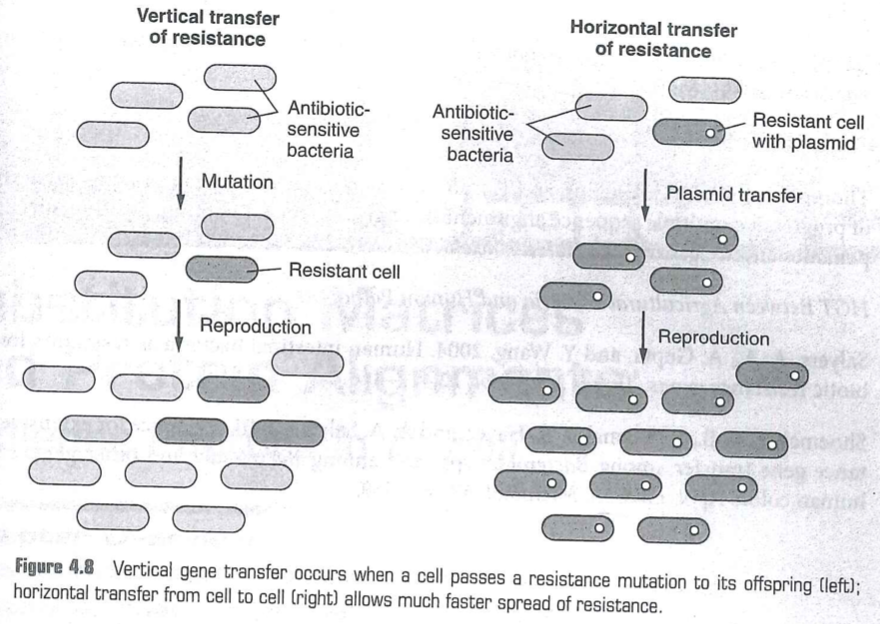 Vertical transfer
of resistance
Antibiotic-
sensitive
bacteria
Mutation
Resistant cell
Reproduction
Horizontal transfer
of resistance
Antibiotic-
sensitive
bacteria
Resistant cell
with plasmid
Plasmid transfer
Reproduction
Figure 4.8 Vertical gene transfer occurs when a cell passes a resistance mutation to its offspring (left);
horizontal transfer from cell to cell (right) allows much faster spread of resistance.